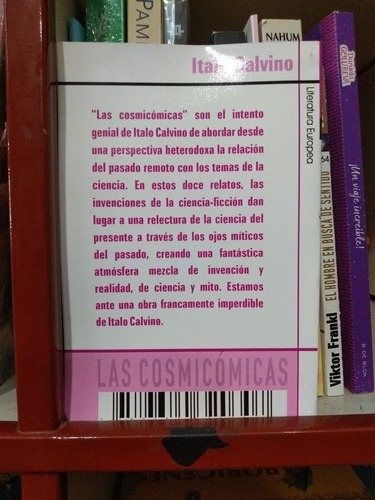 PAM
NAHUM
Italo Calvino
Literatura Europea
"Las cosmicómicas" son el intento
genial de Italo Calvino de abordar desde
una perspectiva heterodoxa la relación
del pasado remoto con los temas de la
ciencia. En estos doce relatos, las
invenciones de la ciencia-ficción dan
lugar a una relectura de la ciencia del
presente a través de los ojos míticos
del pasado, creando una fantástica
atmósfera mezcla de invención y
realidad, de ciencia y mito. Estamos
ante una obra francamente imperdible
de Italo Calvino.
LAS COSMICÓMICAS
64
Viktor Frankl
EL HOMBRE EN BUSCA DE SENTIDO
¡Un viaje increíble!